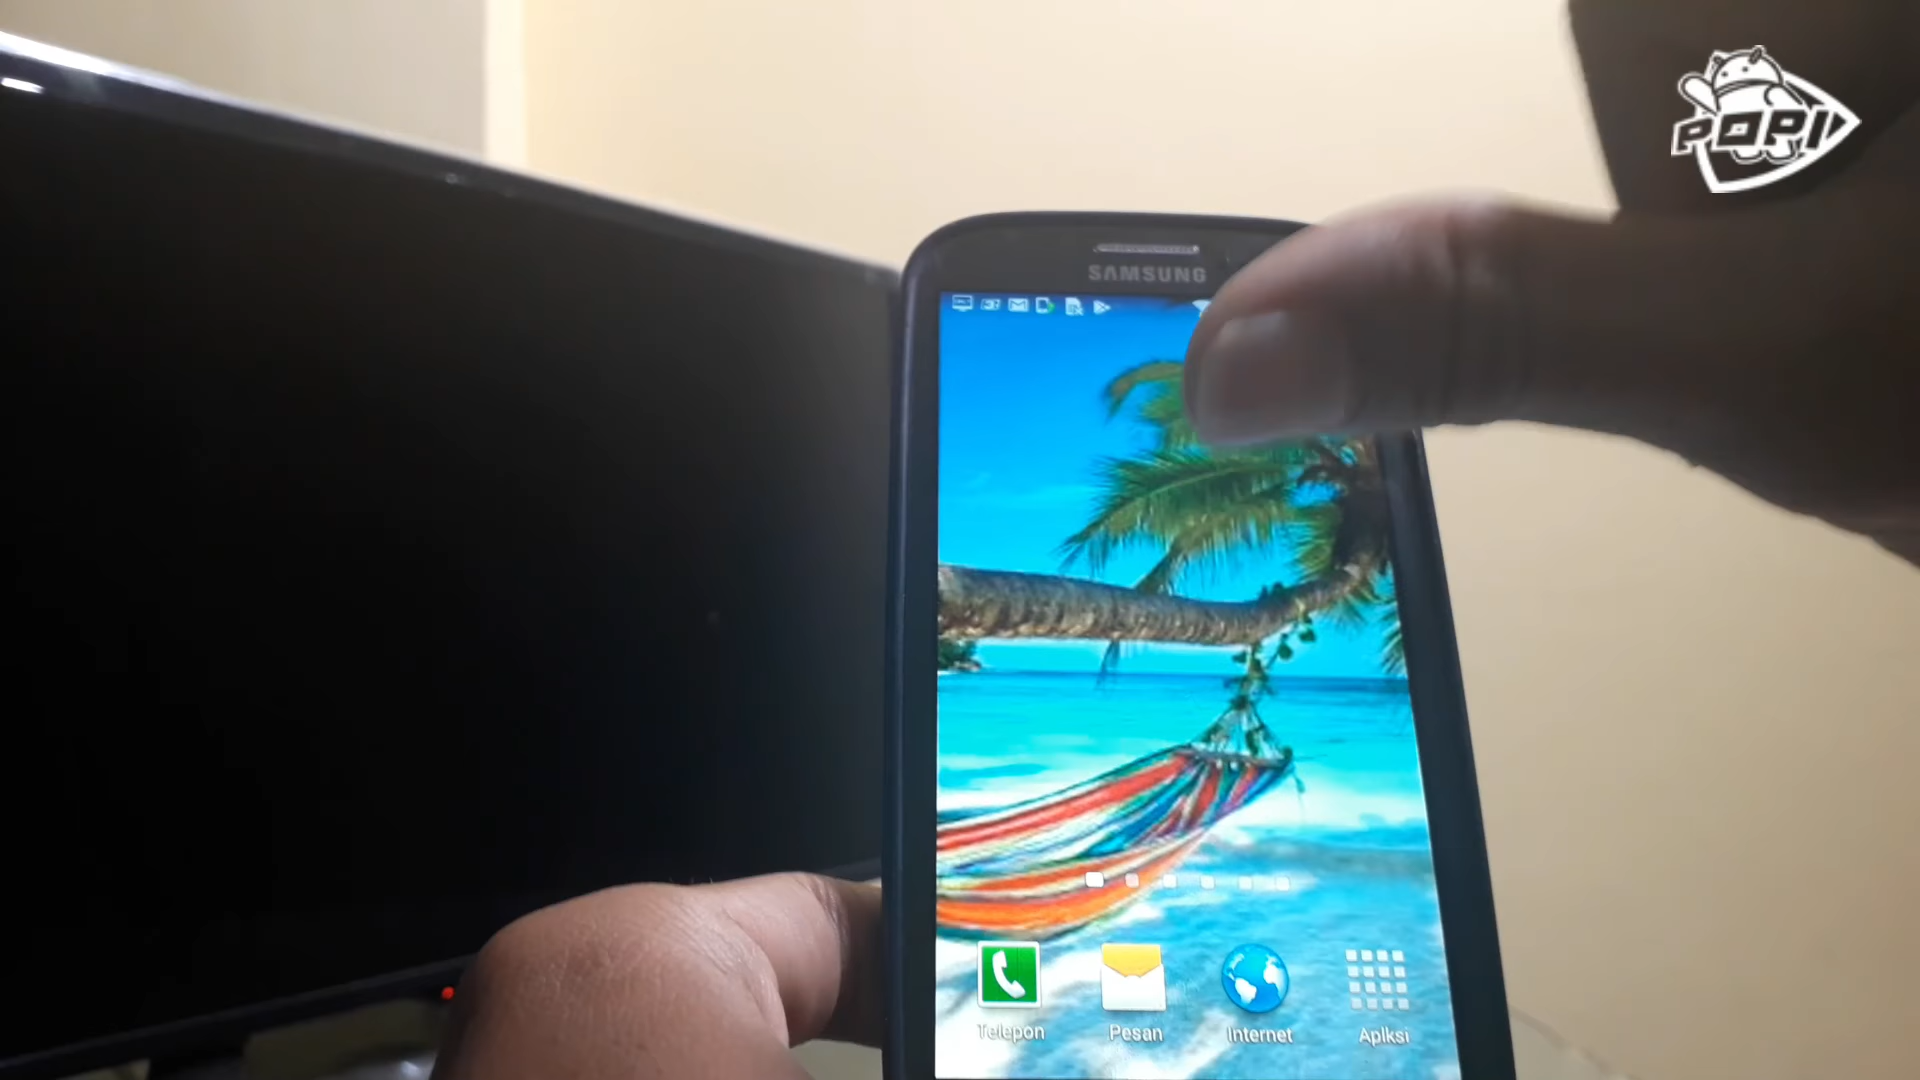 POPI
SAMSUNG
Telepon
Pesan
Internet
Aplksi